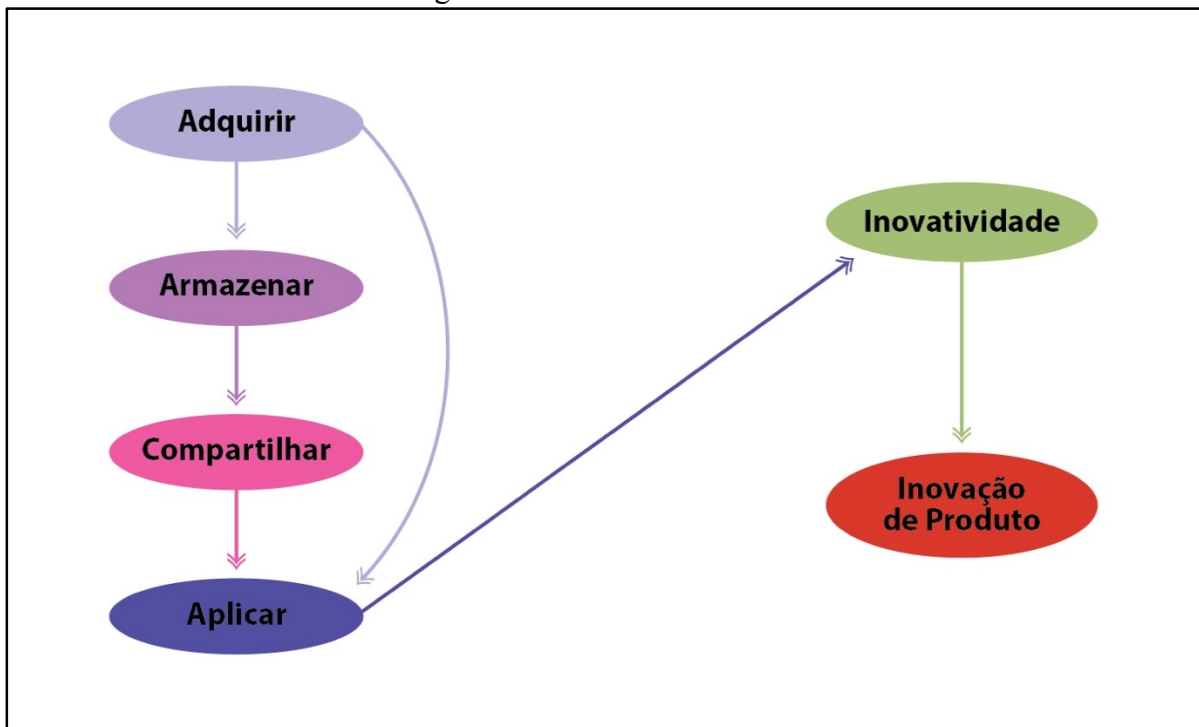 Adquirir
Armazenar
Compartilhar
Aplicar
Inovatividade
Inovação
de Produto